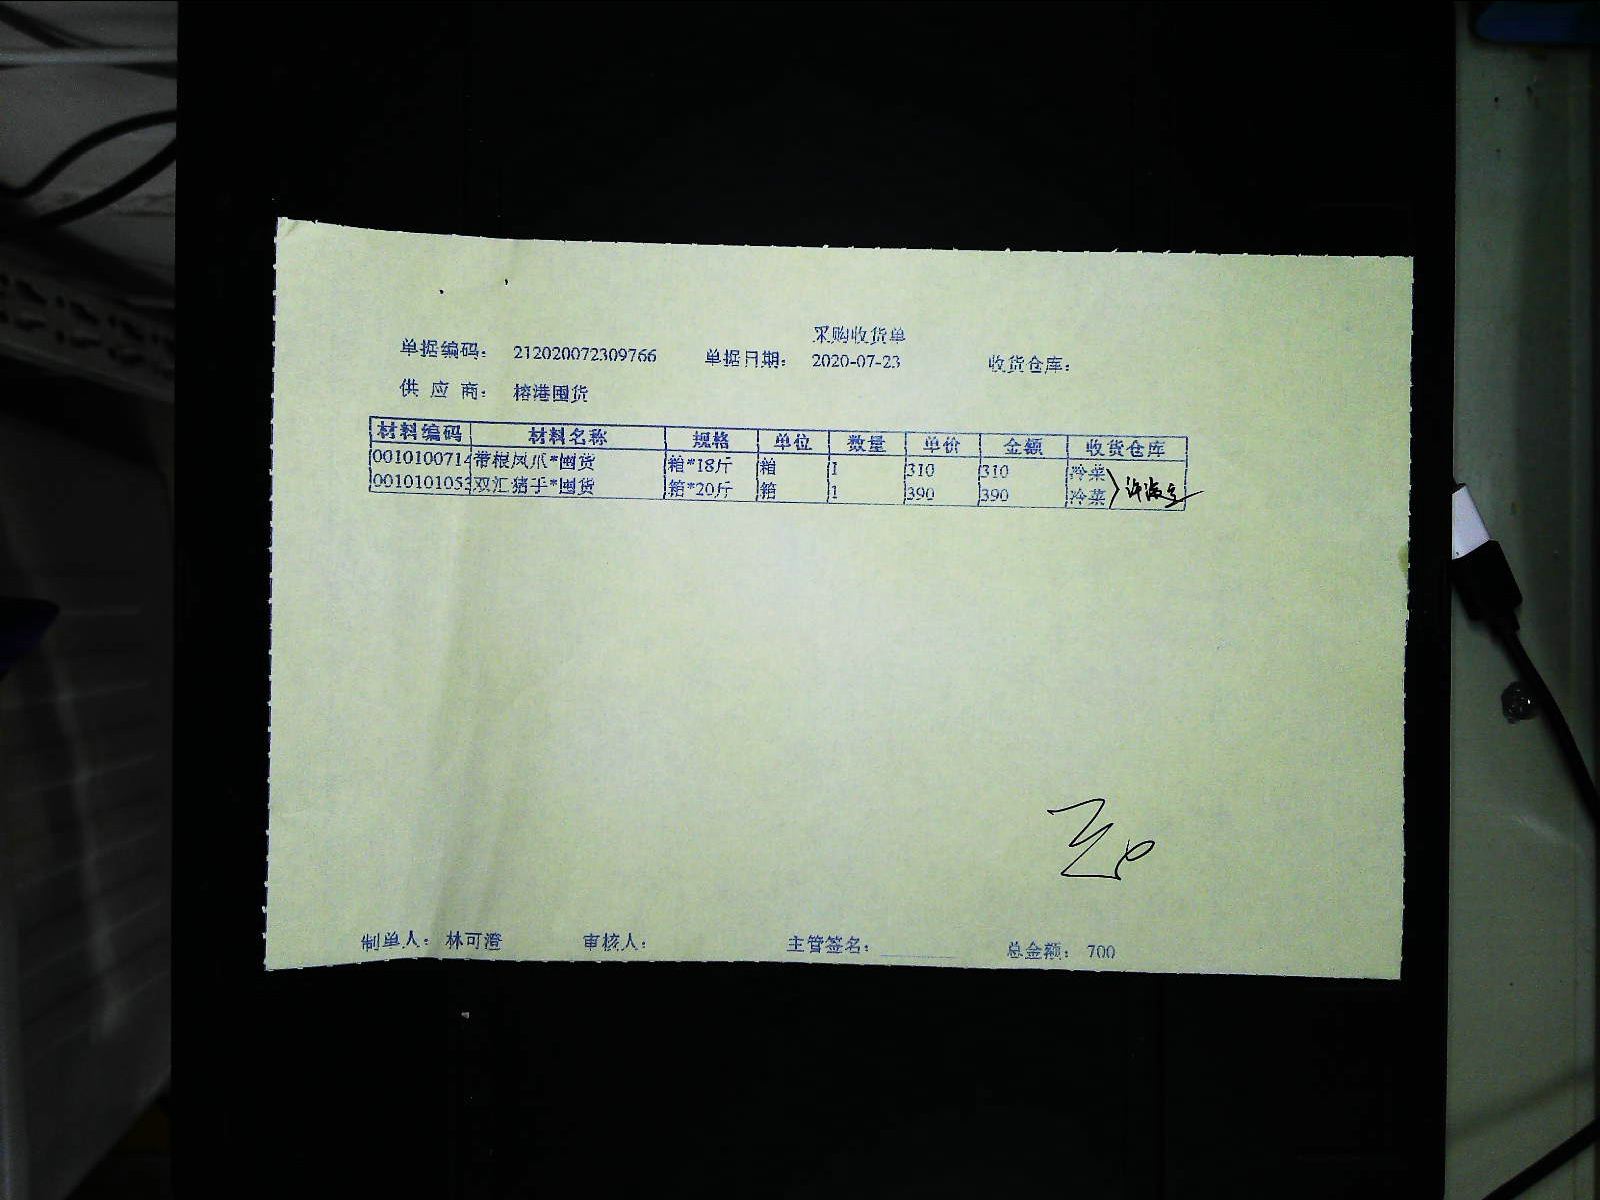 采购收货单
单据编码： 212020072309766 单据日期： 2020-07-23 收货仓库：
供 应 商： 榕港囤货
材料编码 材料名称 规格 单位 数量 单价 金额 收货仓库
0010100714 带根凤爪*囤货 箱*18斤 箱 1 310 310 冷菜
0010101053 双汇猪手*囤货 箱*20斤 箱 1 390 390 冷菜
制单人： 林可澄 审核人： 主管签名： 总金额： 700